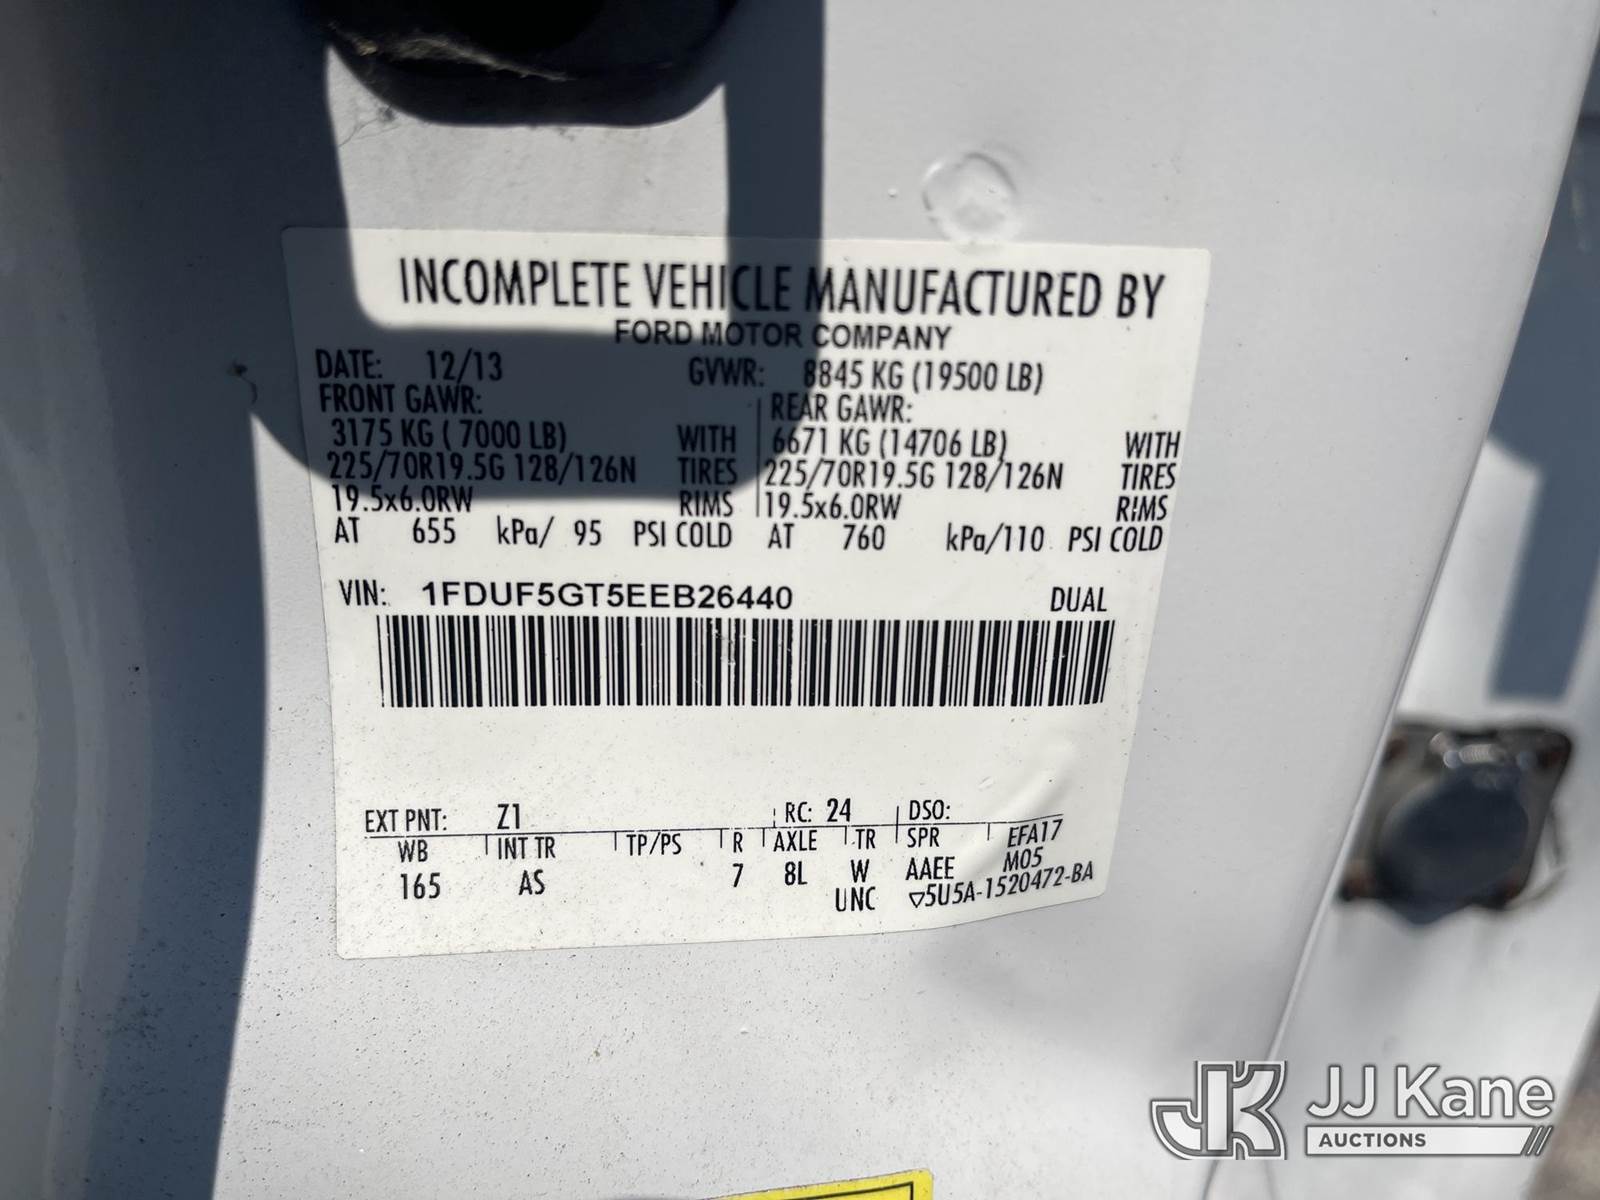 INCOMPLETE VEHICLE MANUFACTURED BY
FORD MOTOR COMPANY
DATE: 12/13 GVWR: 8845 KG (19500 LB)
FRONT GAWR: REAR GAWR:
3175 KG ( 7000 LB) WITH 6671 KG (14706 LB) WITH
225/70R19.5G 128/126N TIRES 225/70R19.5G 128/126N TIRES
19.5x6.0RW RIMS 19.5x6.0RW RIMS
AT 655 kPa/ 95 PSI COLD AT 760 kPa/110 PSI COLD
VIN: 1FDUF5GT5EEB26440 DUAL
EXT PNT: Z1 RC: 24 DSO:
WB INT TR TP/PS R AXLE TR SPR EFA17
165 AS 7 8L W AAEE M05
UNC ▽5U5A-1520472-BA
JK JJ Kane
AUCTIONS